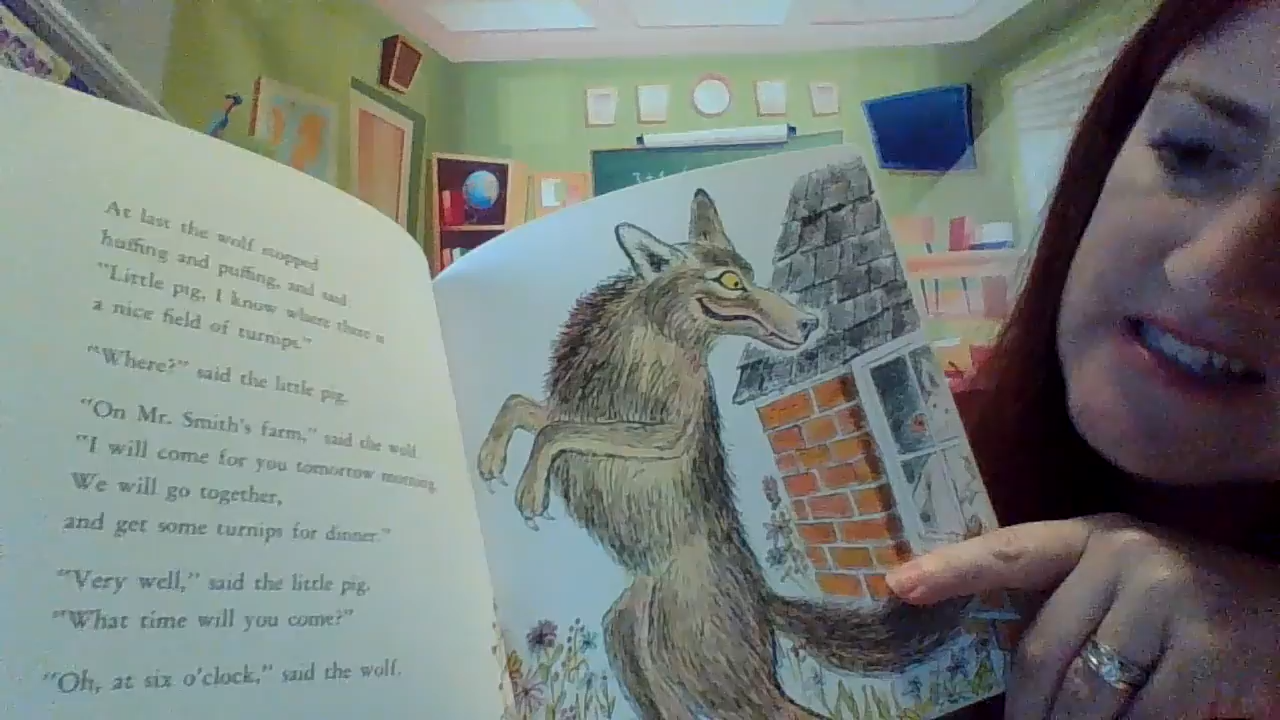 At last the wolf stopped
huffing and puffing, and said
"Little pig, I know where there is
a nice field of turnips."
"Where?" said the little pig.
"On Mr. Smith's farm," said the wolf.
"I will come for you tomorrow morning.
We will go together,
and get some turnips for dinner."
"Very well," said the little pig.
"What time will you come?"
"Oh, at six o'clock," said the wolf.